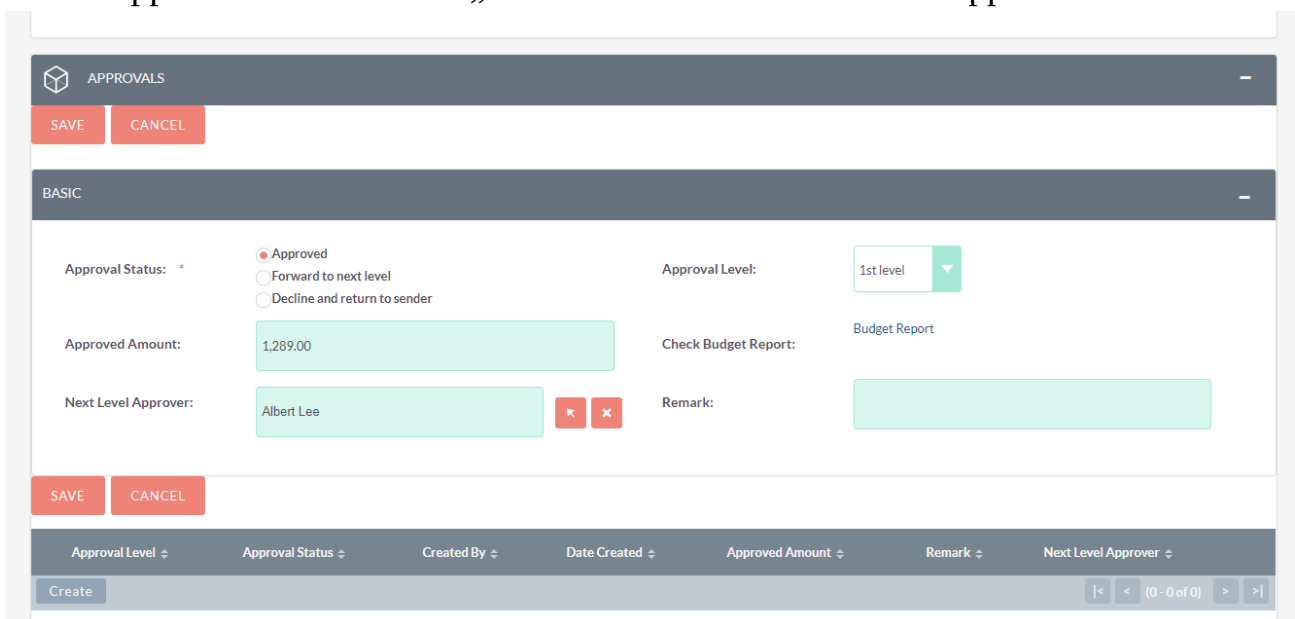 APPROVALS
SAVE CANCEL
BASIC
Approval Status: *
Approved
Forward to next level
Decline and return to sender
Approval Level:
1st level
Approved Amount:
1,289.00
Check Budget Report:
Budget Report
Next Level Approver:
Albert Lee
Remark:
SAVE CANCEL
Approval Level Approval Status Created By Date Created Approved Amount Remark Next Level Approver
Create |< < (0 - 0 of 0) > >|